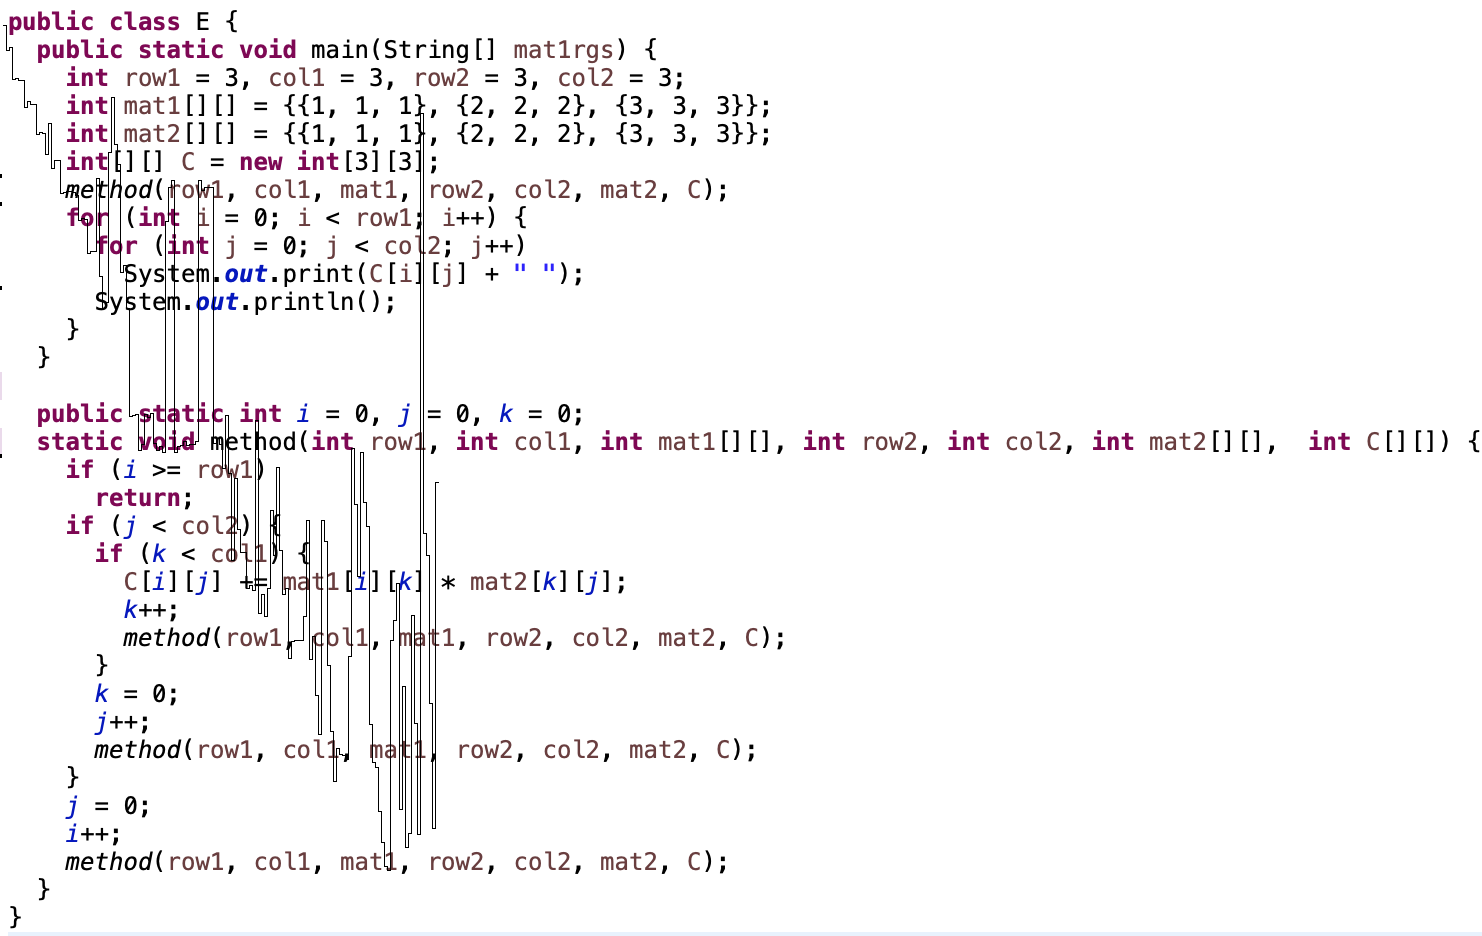 public class E {
  public static void main(String[] mat1rgs) {
    int row1 = 3, col1 = 3, row2 = 3, col2 = 3;
    int mat1[][] = {{1, 1, 1}, {2, 2, 2}, {3, 3, 3}};
    int mat2[][] = {{1, 1, 1}, {2, 2, 2}, {3, 3, 3}};
    int[][] C = new int[3][3];
    method(row1, col1, mat1, row2, col2, mat2, C);
    for (int i = 0; i < row1; i++) {
      for (int j = 0; j < col2; j++)
        System.out.print(C[i][j] + " ");
      System.out.println();
    }
  }

  public static int i = 0, j = 0, k = 0;
  static void method(int row1, int col1, int mat1[][], int row2, int col2, int mat2[][],  int C[][]) {
    if (i >= row1)
      return;
    if (j < col2) {
      if (k < col1) {
        C[i][j] += mat1[i][k] * mat2[k][j];
        k++;
        method(row1, col1, mat1, row2, col2, mat2, C);
      }
      k = 0;
      j++;
      method(row1, col1, mat1, row2, col2, mat2, C);
    }
    j = 0;
    i++;
    method(row1, col1, mat1, row2, col2, mat2, C);
  }
}